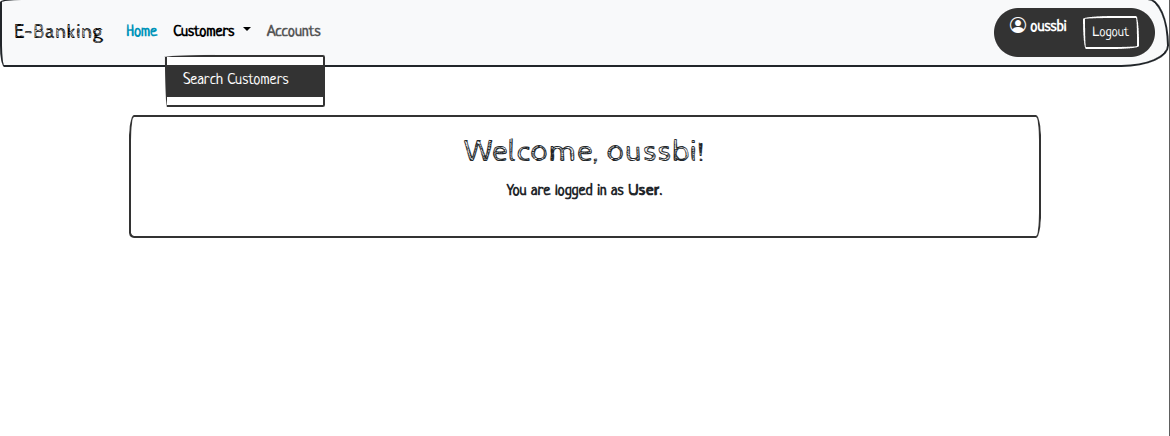 E-Banking Home Customers Accounts oussbi Logout
Search Customers
Welcome, oussbi!
You are logged in as User.